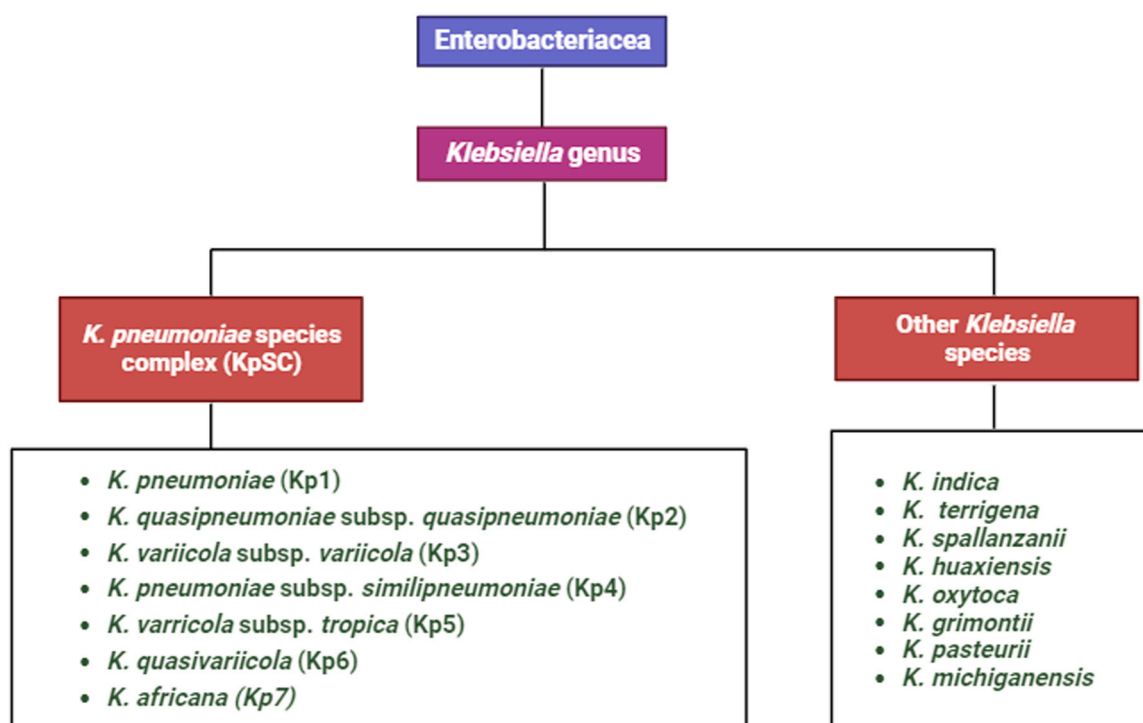 Enterobacteriacea
Klebsiella genus
K. pneumoniae species
complex (KpSC)
Other Klebsiella
species
• K. pneumoniae (Kp1)
• K. quasipneumoniae subsp. quasipneumoniae (Kp2)
• K. variicola subsp. variicola (Kp3)
• K. pneumoniae subsp. similipneumoniae (Kp4)
• K. varricola subsp. tropica (Kp5)
• K. quasivariicola (Kp6)
• K. africana (Kp7)
• K. indica
• K. terrigena
• K. spallanzanii
• K. huaxiensis
• K. oxytoca
• K. grimontii
• K. pasteurii
• K. michiganensis